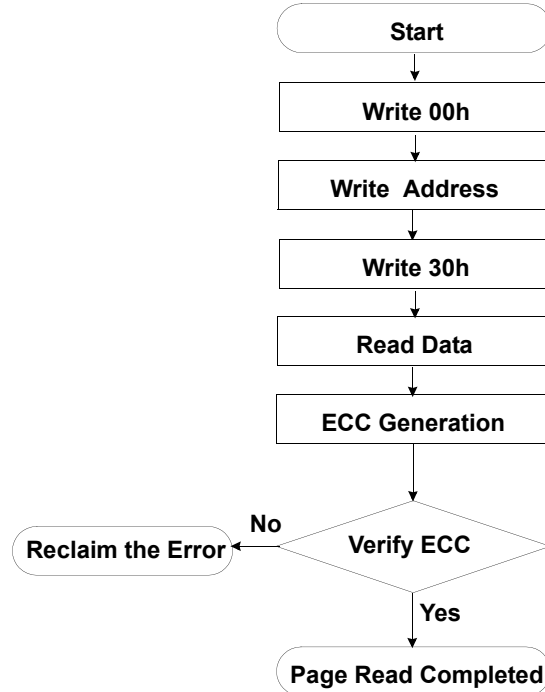 Start
Write 00h
Write Address
Write 30h
Read Data
ECC Generation
No
Reclaim the Error
Verify ECC
Yes
Page Read Completed